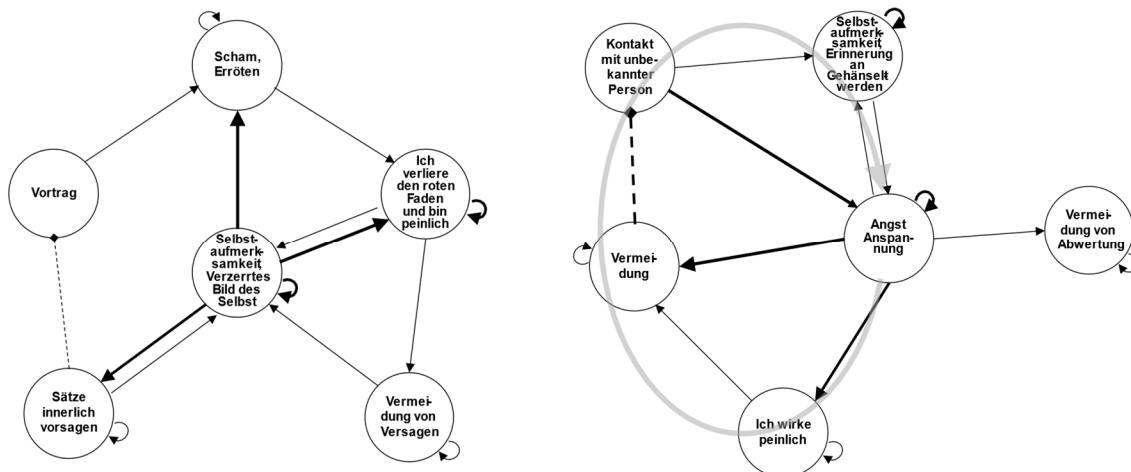 Scham,
Erröten
Vortrag
Ich
verliere
den roten
Faden
und bin
peinlich
Selbst-
aufmerk-
samkeit,
Verzerrtes
Bild des
Selbst
Sätze
innerlich
vorsagen
Vermei-
dung von
Versagen
Kontakt
mit unbe-
kannter
Person
Selbst-
aufmerk-
samkeit,
Erinnerung
an
Gehänselt
werden
Vermei-
dung
Angst
Anspan-
nung
Vermei-
dung von
Abwertung
Ich wirke
peinlich